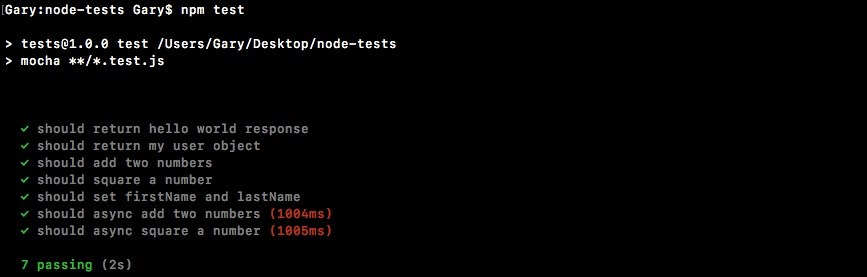 [Gary:node-tests Gary$ npm test
> tests@1.0.0 test /Users/Gary/Desktop/node-tests
> mocha **/*.test.js
✓ should return hello world response
✓ should return my user object
✓ should add two numbers
✓ should square a number
✓ should set firstName and lastName
✓ should async add two numbers (1004ms)
✓ should async square a number (1005ms)
7 passing (2s)